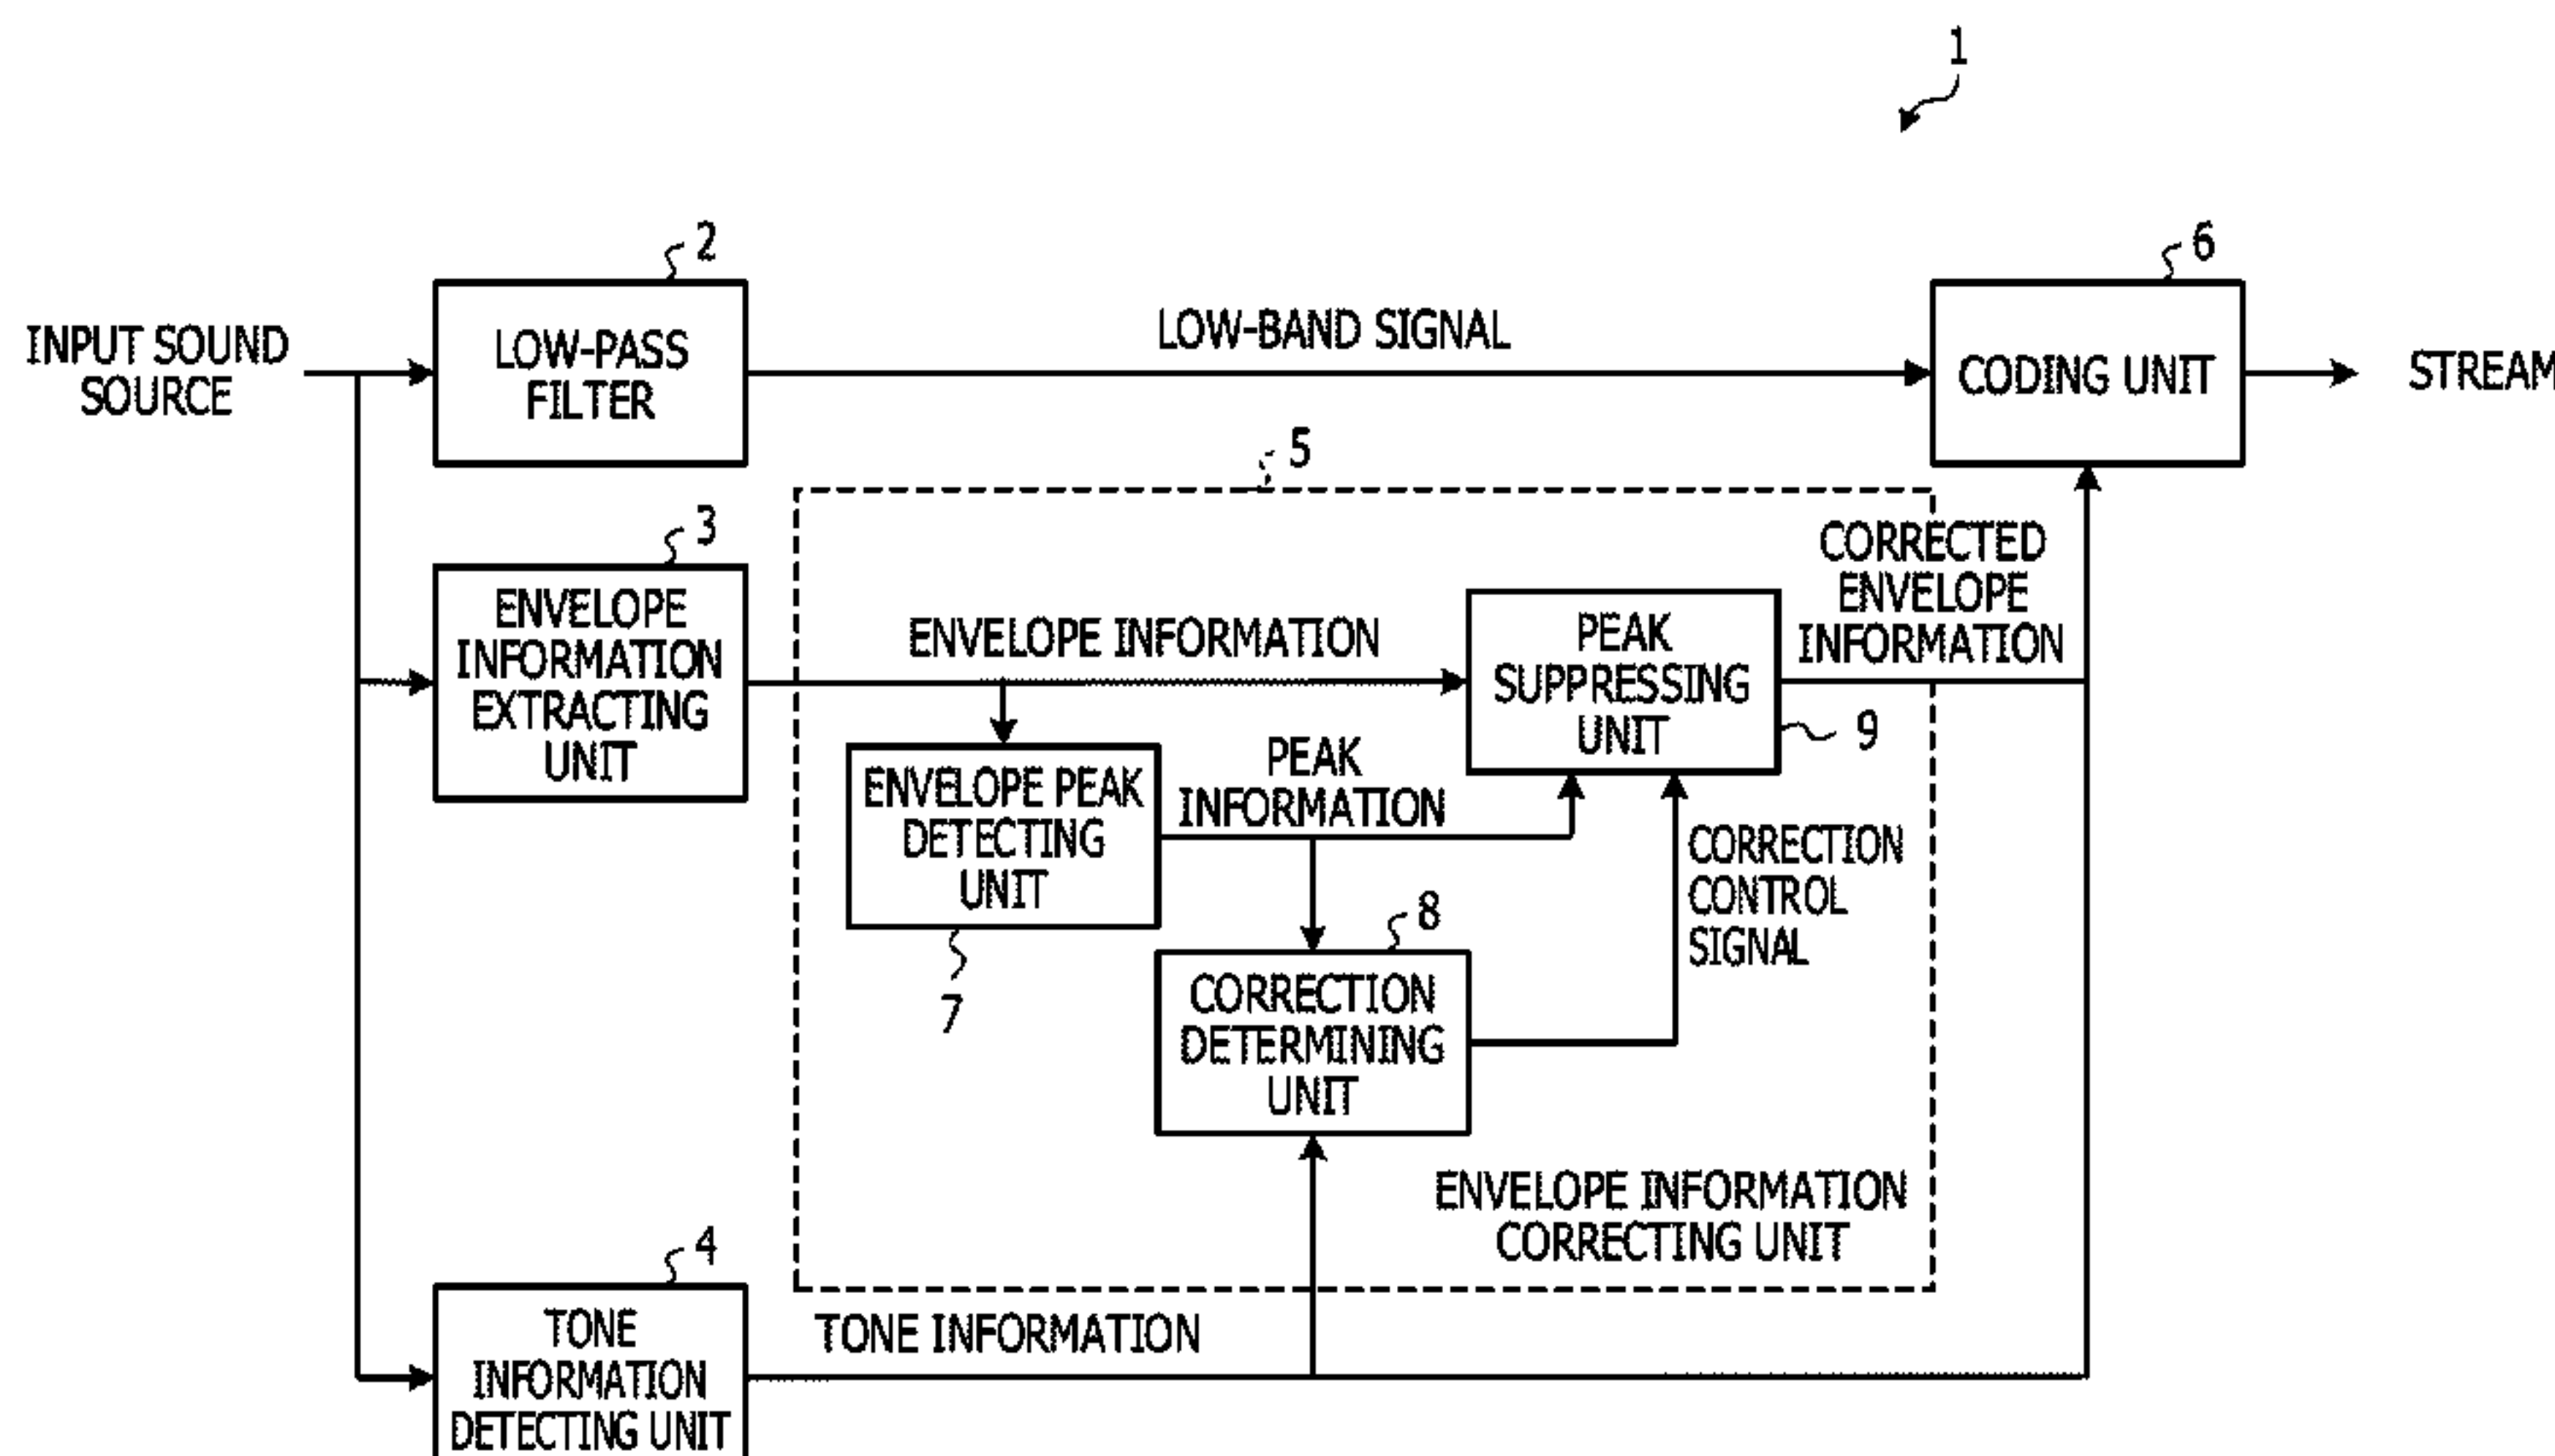 1
2
6
INPUT SOUND
SOURCE
LOW-PASS
FILTER
LOW-BAND SIGNAL
CODING UNIT
STREAM
5
3
ENVELOPE
INFORMATION
EXTRACTING
UNIT
ENVELOPE INFORMATION
PEAK
SUPPRESSING
UNIT
9
CORRECTED
ENVELOPE
INFORMATION
ENVELOPE PEAK
DETECTING
UNIT
7
PEAK
INFORMATION
CORRECTION
CONTROL
SIGNAL
8
CORRECTION
DETERMINING
UNIT
ENVELOPE INFORMATION
CORRECTING UNIT
4
TONE
INFORMATION
DETECTING UNIT
TONE INFORMATION